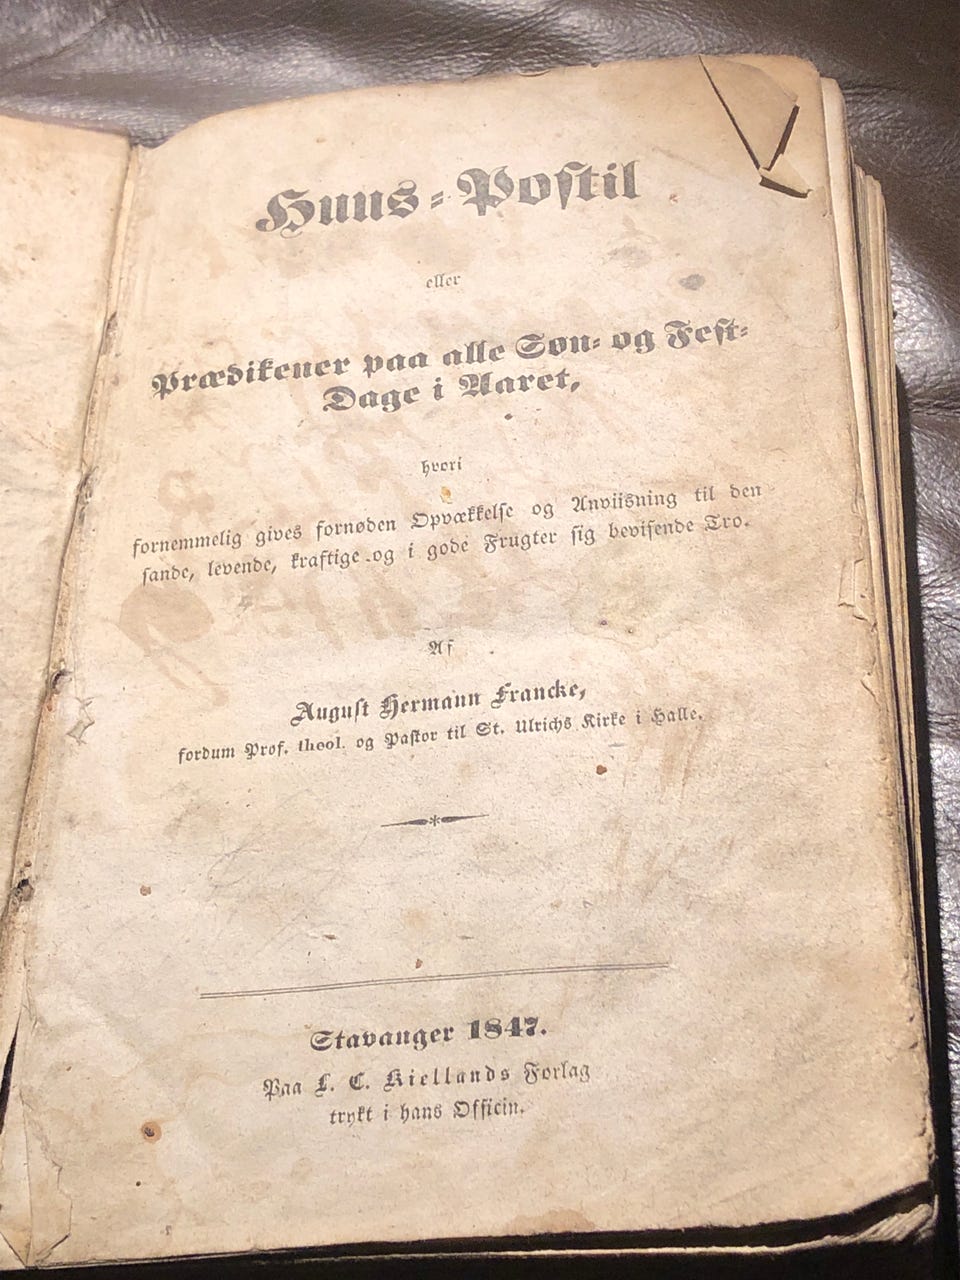 Huus-Postil
eller
Prædikener paa alle Søn- og Fest-
Dage i Aaret,
hvori
fornemmelig gives fornøden Opvækkelse og Anviisning til den
sande, levende, kraftige og i gode Frugter sig bevisende Tro.
Af
August Hermann Francke,
fordum Prof. theol. og Pastor til St. Ulrichs Kirke i Halle.
Stavanger 1847.
Paa L. C. Kiellands Forlag
trykt i hans Officin.